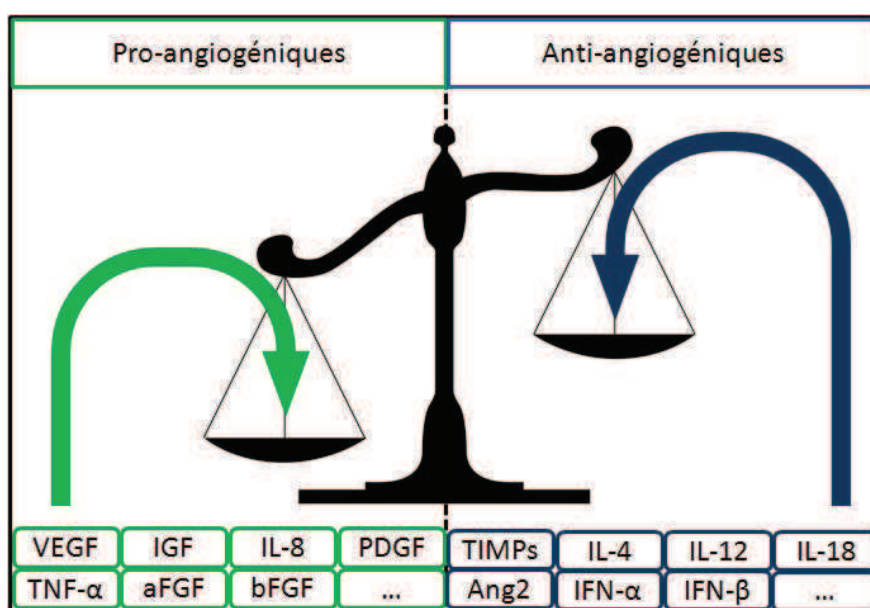 Pro-angiogéniques Anti-angiogéniques
VEGF IGF IL-8 PDGF TIMPs IL-4 IL-12 IL-18
TNF-α aFGF bFGF ... Ang2 IFN-α IFN-β ...